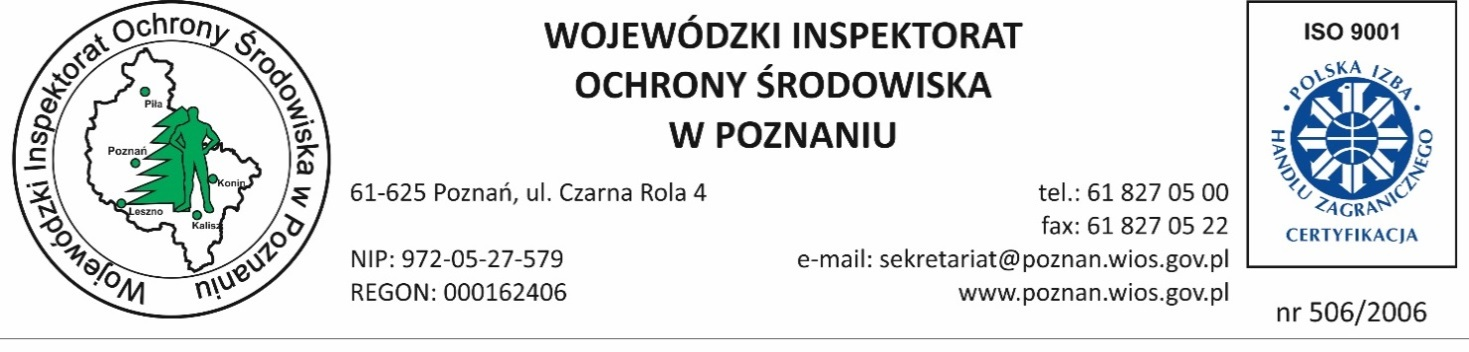 Wojewódzki Inspektorat Ochrony Środowiska w Poznaniu
Piła
Poznań
Konin
Leszno
Kalisz
WOJEWÓDZKI INSPEKTORAT
OCHRONY ŚRODOWISKA
W POZNANIU
61-625 Poznań, ul. Czarna Rola 4
tel.: 61 827 05 00
fax: 61 827 05 22
NIP: 972-05-27-579
e-mail: sekretariat@poznan.wios.gov.pl
REGON: 000162406
www.poznan.wios.gov.pl
ISO 9001
• POLSKA IZBA •
HANDLU ZAGRANICZNEGO
CERTYFIKACJA
nr 506/2006